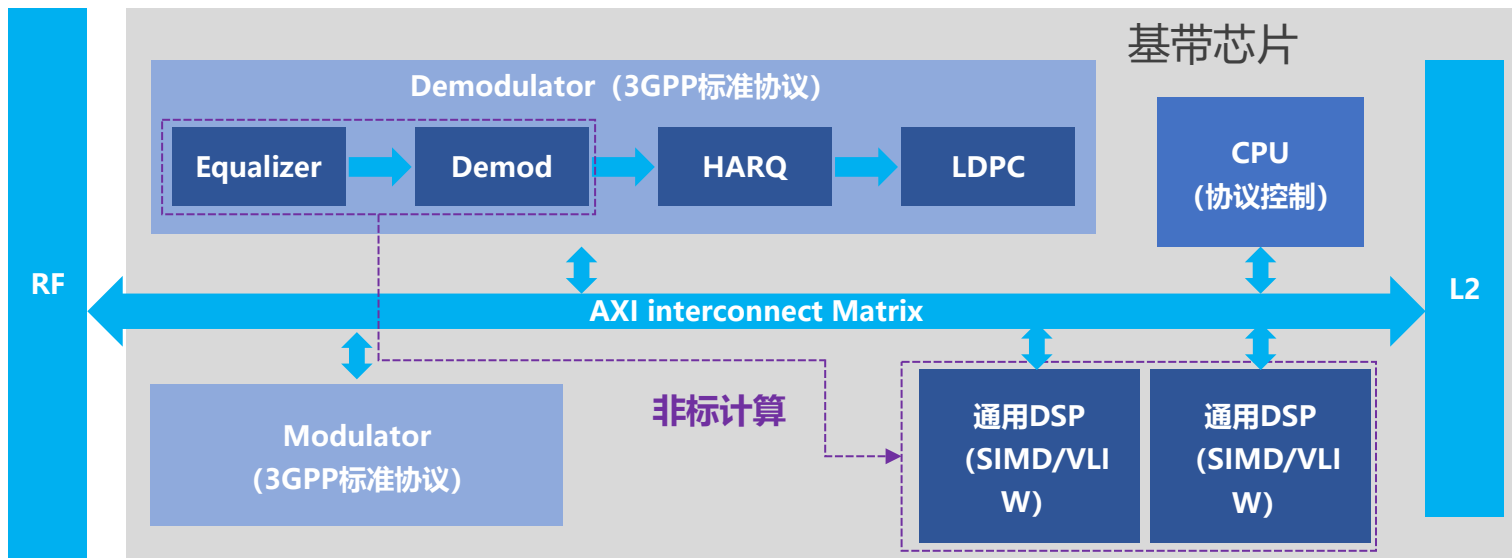 基带芯片
Demodulator（3GPP标准协议）
Equalizer
Demod
HARQ
LDPC
CPU
（协议控制）
RF
AXI interconnect Matrix
L2
Modulator
（3GPP标准协议）
非标计算
通用DSP
（SIMD/VLI
W）
通用DSP
（SIMD/VLI
W）